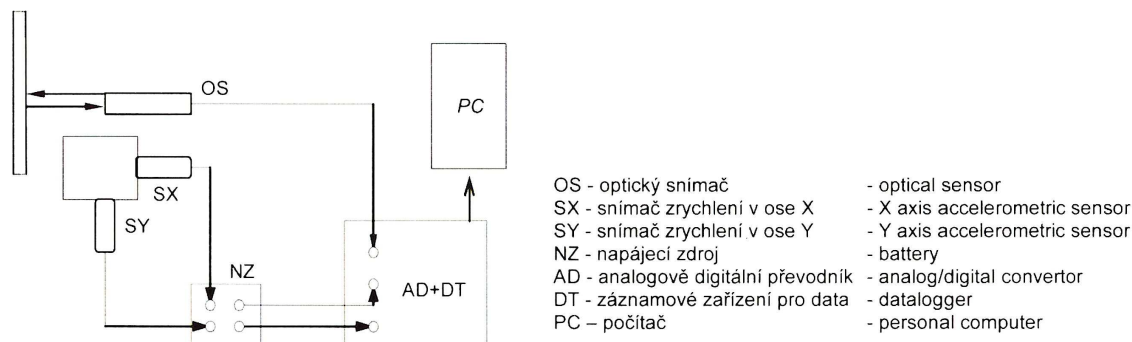 OS
PC
SX
SY
NZ
AD+DT
OS - optický snímač - optical sensor
SX - snímač zrychlení v ose X - X axis accelerometric sensor
SY - snímač zrychlení v ose Y - Y axis accelerometric sensor
NZ - napájecí zdroj - battery
AD - analogově digitální převodník - analog/digital convertor
DT - záznamové zařízení pro data - datalogger
PC – počítač - personal computer